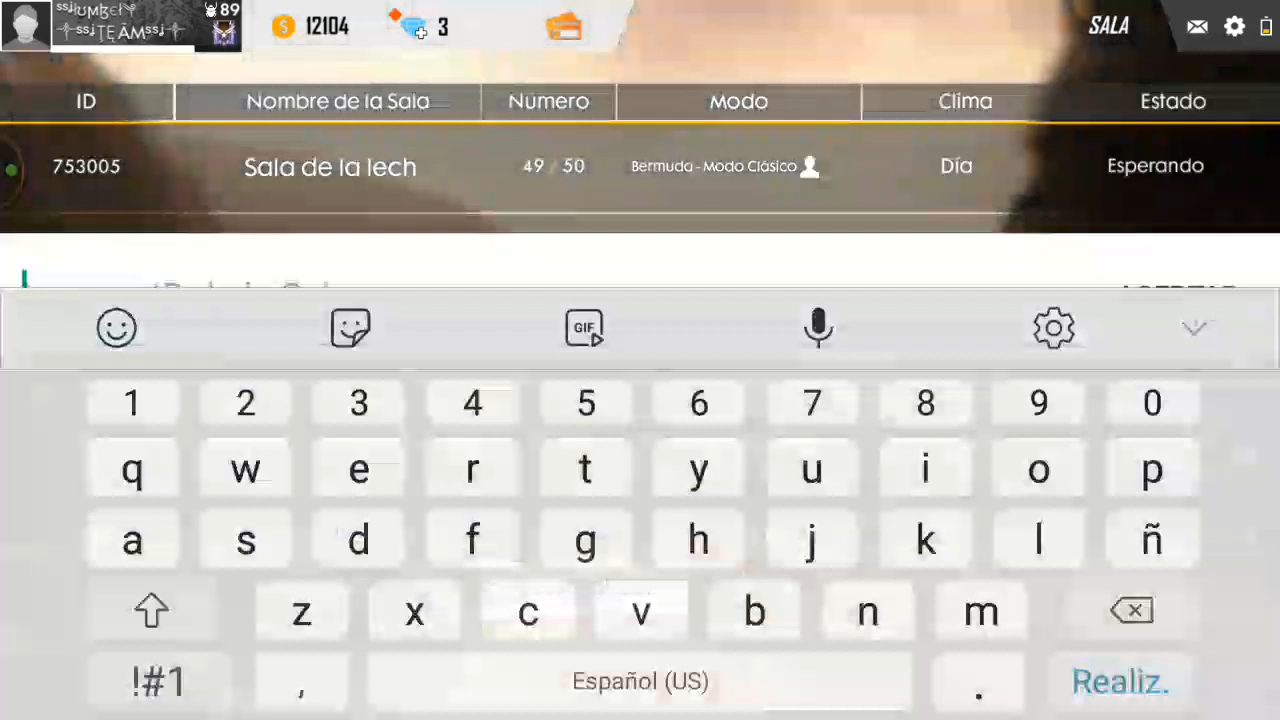 89
12104
3
SALA
ID Nombre de la Sala Número Modo Clima Estado
753005 Sala de la lech 49 / 50 Bermuda - Modo Clásico Día Esperando
GIF
1 2 3 4 5 6 7 8 9 0
q w e r t y u i o p
a s d f g h j k l ñ
z x c v b n m
!#1 , Español (US) . Realiz.